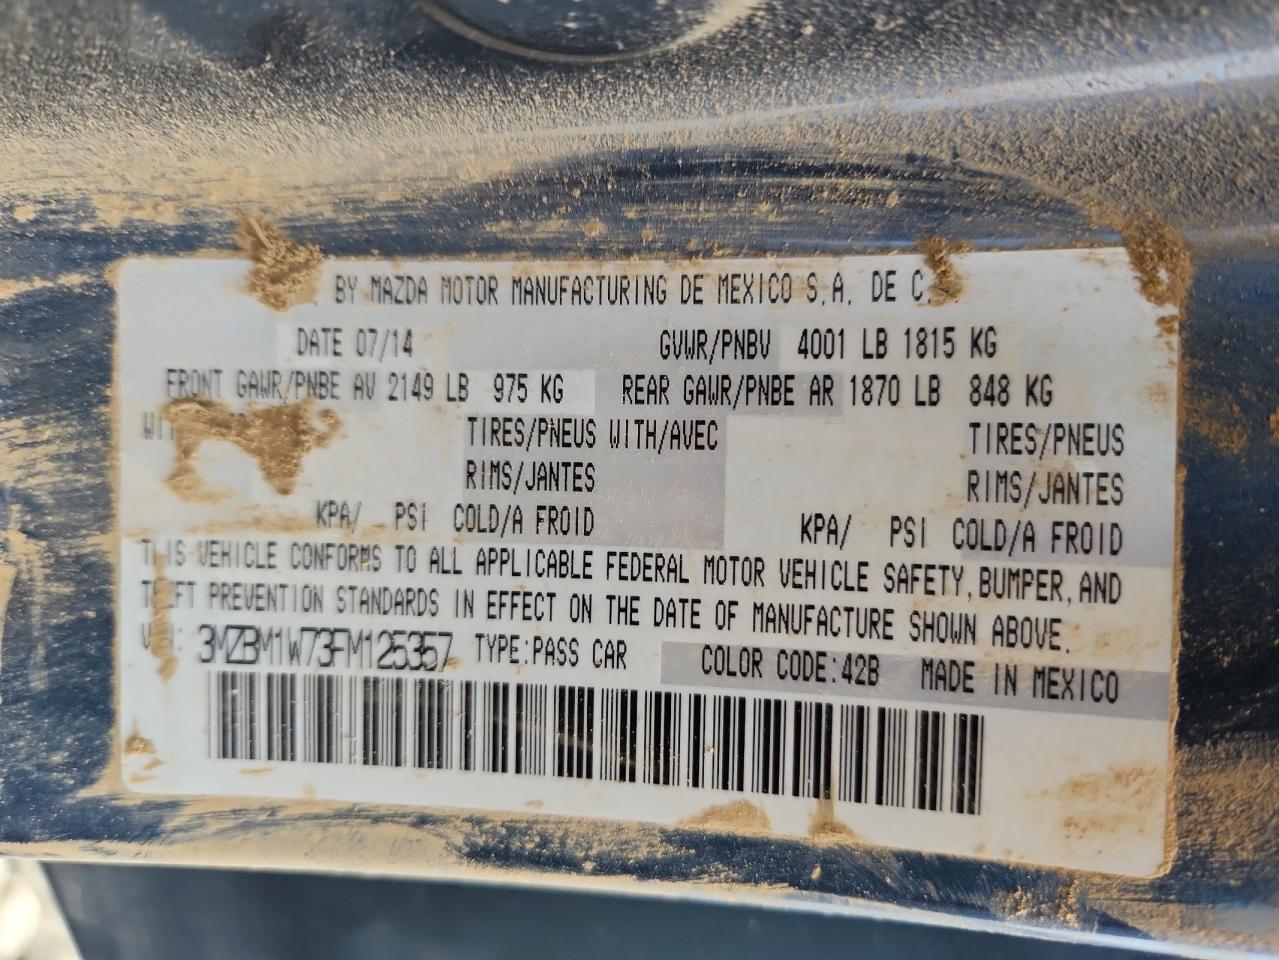 BY MAZDA MOTOR MANUFACTURING DE MEXICO S.A. DE C.
DATE 07/14 GVWR/PNBV 4001 LB 1815 KG
FRONT GAWR/PNBE AV 2149 LB 975 KG REAR GAWR/PNBE AR 1870 LB 848 KG
TIRES/PNEUS WITH/AVEC TIRES/PNEUS
RIMS/JANTES RIMS/JANTES
KPA/ PSI COLD/A FROID KPA/ PSI COLD/A FROID
THIS VEHICLE CONFORMS TO ALL APPLICABLE FEDERAL MOTOR VEHICLE SAFETY, BUMPER, AND
THEFT PREVENTION STANDARDS IN EFFECT ON THE DATE OF MANUFACTURE SHOWN ABOVE.
VIN: 3MZBM1W73FM125357 TYPE:PASS CAR COLOR CODE:42B MADE IN MEXICO